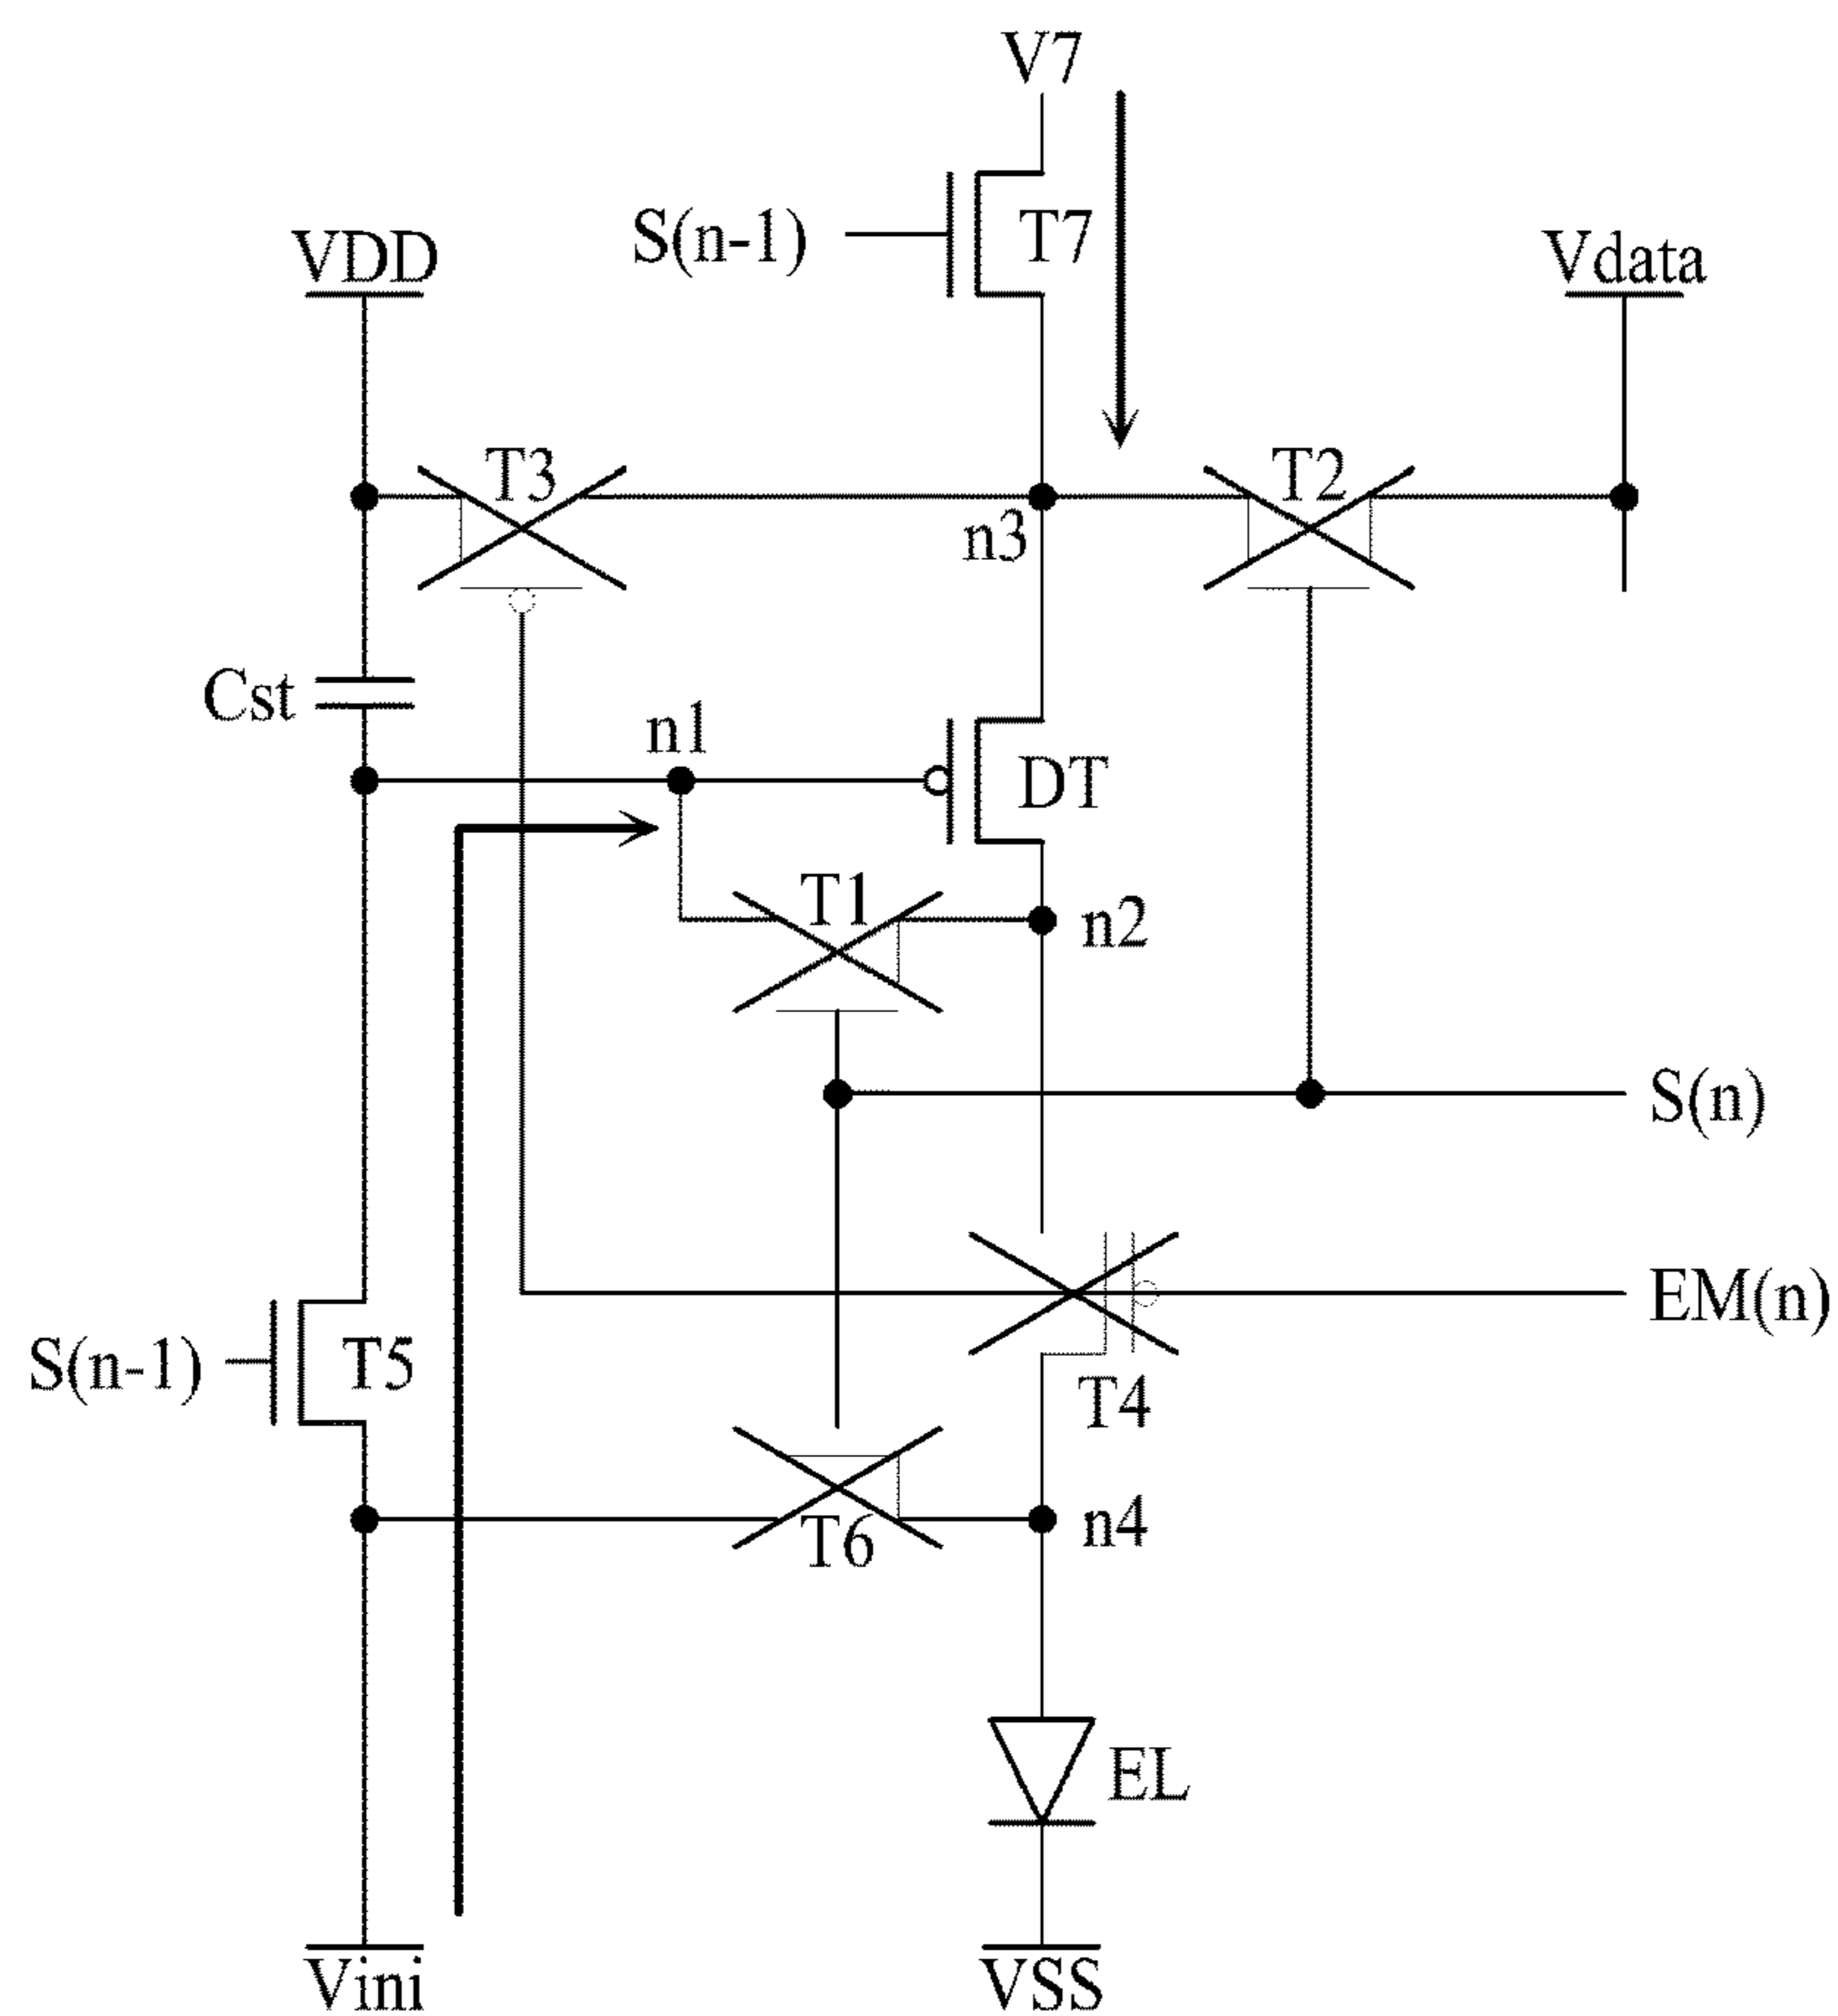 V7
S(n-1)
T7
VDD
Vdata
T3
T2
n3
Cst
n1
DT
T1
n2
S(n)
EM(n)
S(n-1)
T5
T4
n4
T6
EL
Vini
VSS